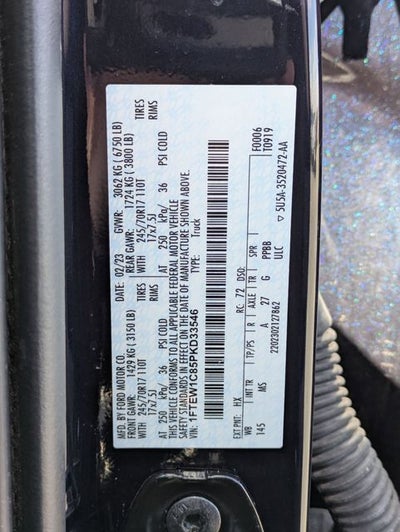 MFD. BY FORD MOTOR CO.
02/23 GVWR: 3062 KG ( 6750 LB)
FRONT GAWR: 1429 KG ( 3150 LB)
REAR GAWR: 1724 KG ( 3800 LB)
WITH 245/70R17 110T TIRES
17x7.5J RIMS
AT 250 kPa/ 36 PSI COLD
WITH 245/70R17 110T TIRES
17x7.5J RIMS
AT 250 kPa/ 36 PSI COLD
THIS VEHICLE CONFORMS TO ALL APPLICABLE FEDERAL MOTOR VEHICLE
SAFETY STANDARDS IN EFFECT ON THE DATE OF MANUFACTURE SHOWN ABOVE.
VIN: 1FTEW1C85PKD33546
TYPE: Truck
F0006
T0919
EXT PNT: HX RC: 72 DSO:
WB INT TR TP/PS R AXLE TR SPR
145 MS A 27 G PPBB
2202302127862 ULC
5U5A-3520472-AA